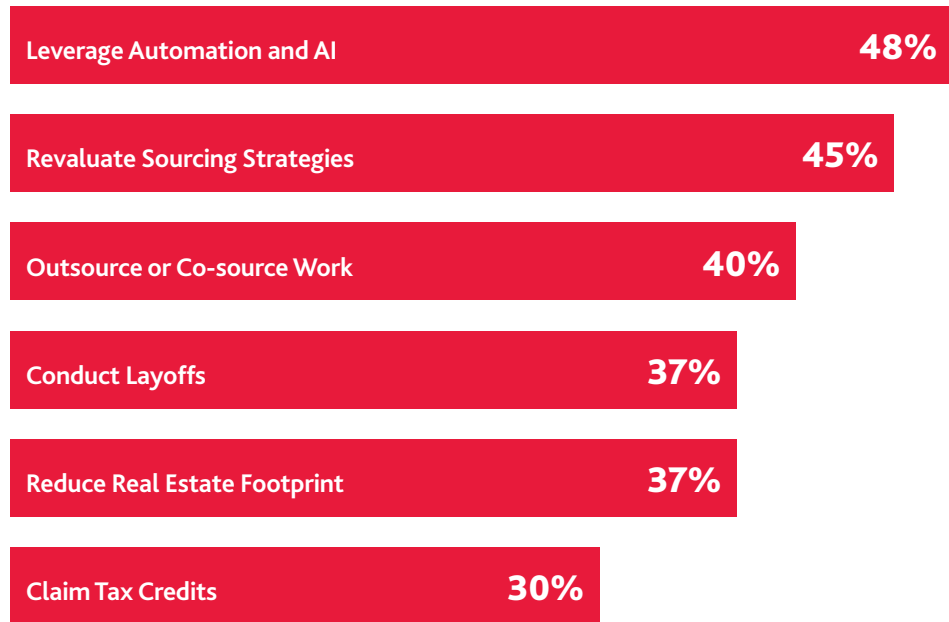 Leverage Automation and AI 48%
Revaluate Sourcing Strategies 45%
Outsource or Co-source Work 40%
Conduct Layoffs 37%
Reduce Real Estate Footprint 37%
Claim Tax Credits 30%